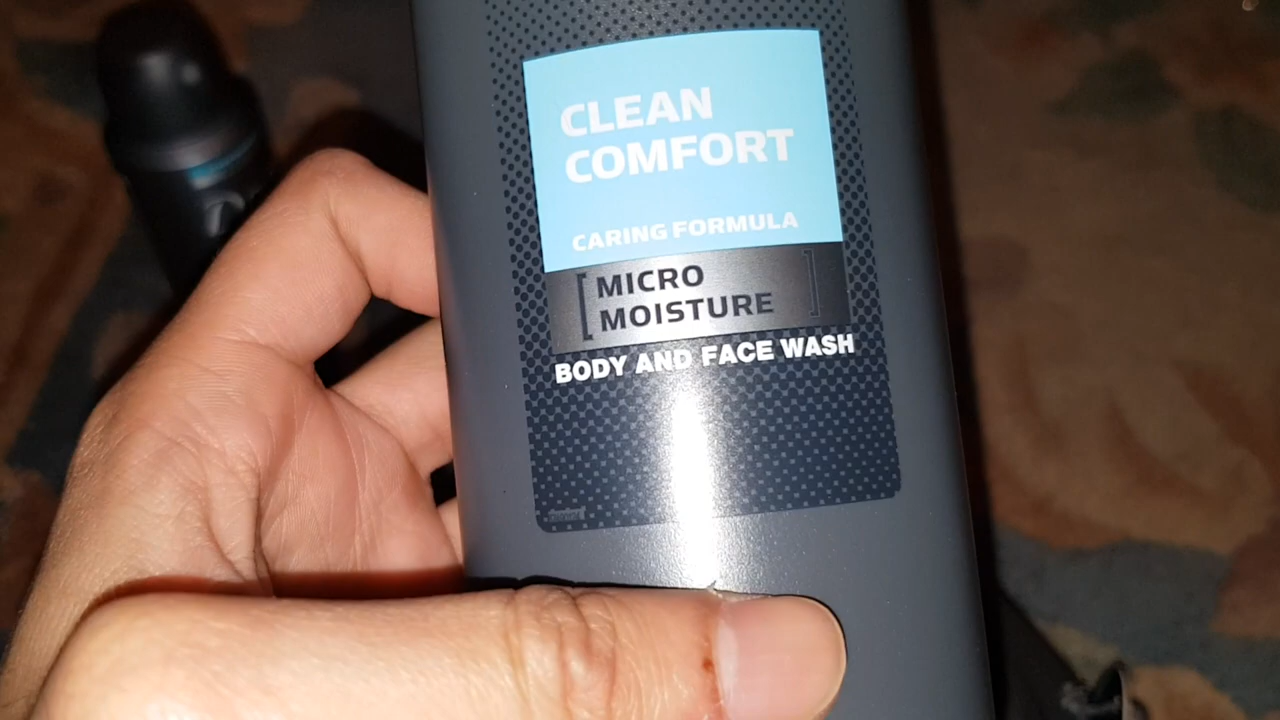 CLEAN
COMFORT
CARING FORMULA
[MICRO
MOISTURE]
BODY AND FACE WASH